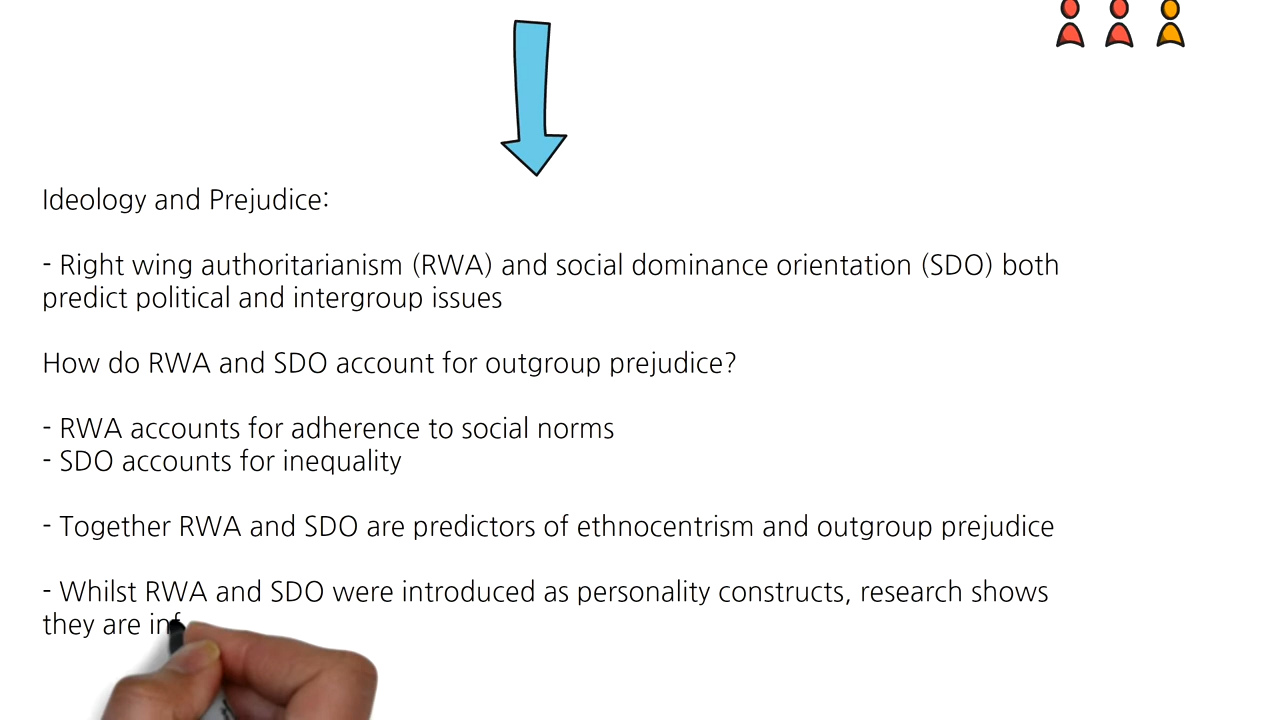 Ideology and Prejudice:
- Right wing authoritarianism (RWA) and social dominance orientation (SDO) both
predict political and intergroup issues
How do RWA and SDO account for outgroup prejudice?
- RWA accounts for adherence to social norms
- SDO accounts for inequality
- Together RWA and SDO are predictors of ethnocentrism and outgroup prejudice
- Whilst RWA and SDO were introduced as personality constructs, research shows
they are inf